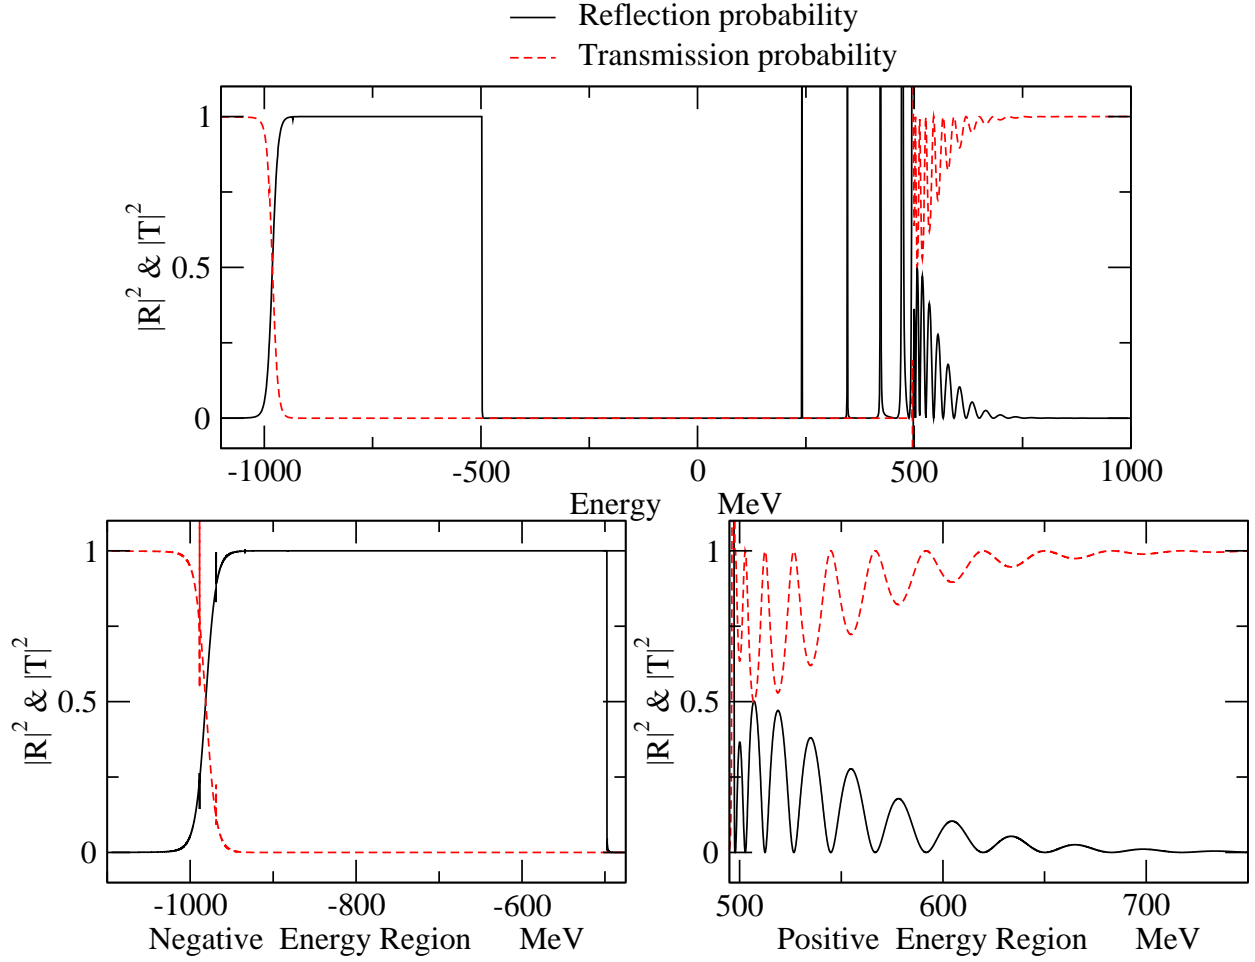 Reflection probability
Transmission probability
|R|^2 & |T|^2
1
0.5
0
-1000 -500 0 500 1000
Energy MeV
|R|^2 & |T|^2
1
0.5
0
-1000 -800 -600
Negative Energy Region MeV
|R|^2 & |T|^2
1
0.5
0
500 600 700
Positive Energy Region MeV